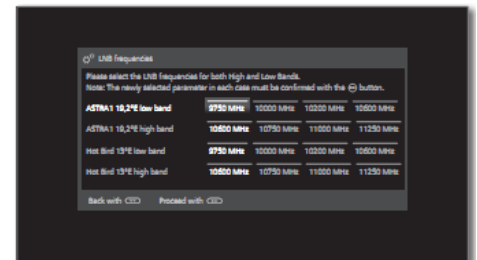 LNB frequencies
Please select the LNB frequencies for both High and Low Bands.
Note: The newly selected parameter in each case must be confirmed with the button.
ASTRA1 19,2°E low band 9750 MHz 10000 MHz 10200 MHz 10600 MHz
ASTRA1 19,2°E high band 10600 MHz 10750 MHz 11000 MHz 11250 MHz
Hot Bird 13°E low band 9750 MHz 10000 MHz 10200 MHz 10600 MHz
Hot Bird 13°E high band 10600 MHz 10750 MHz 11000 MHz 11250 MHz
Back with Proceed with